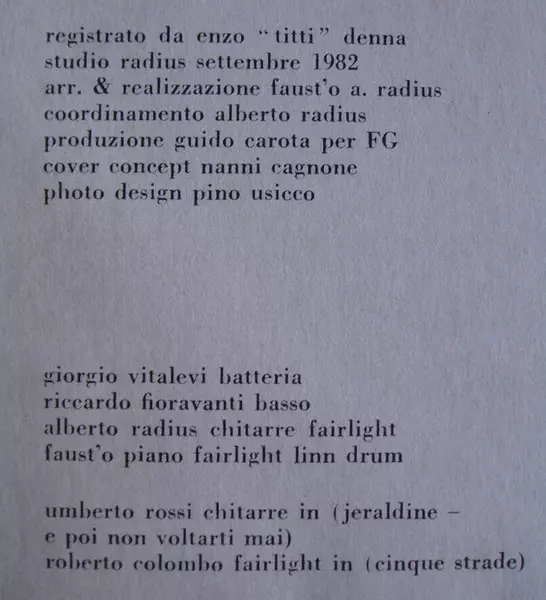 registrato da enzo “titti” denna
studio radius settembre 1982
arr. & realizzazione faust'o a. radius
coordinamento alberto radius
produzione guido carota per FG
cover concept nanni cagnone
photo design pino usicco
giorgio vitalevi batteria
riccardo fioravanti basso
alberto radius chitarre fairlight
faust'o piano fairlight linn drum
umberto rossi chitarre in (jeraldine –
e poi non voltarti mai)
roberto colombo fairlight in (cinque strade)